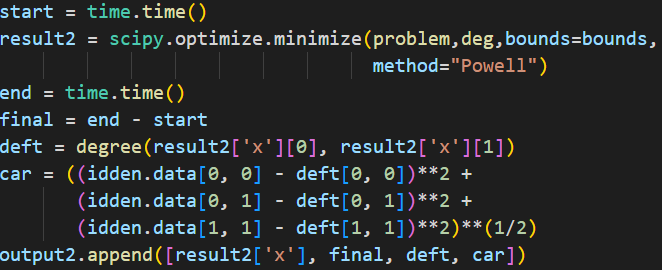 start = time.time()
result2 = scipy.optimize.minimize(problem,deg,bounds=bounds,
method="Powell")
end = time.time()
final = end - start
deft = degree(result2['x'][0], result2['x'][1])
car = ((idden.data[0, 0] - deft[0, 0])**2 +
(idden.data[0, 1] - deft[0, 1])**2 +
(idden.data[1, 1] - deft[1, 1])**2)**(1/2)
output2.append([result2['x'], final, deft, car])